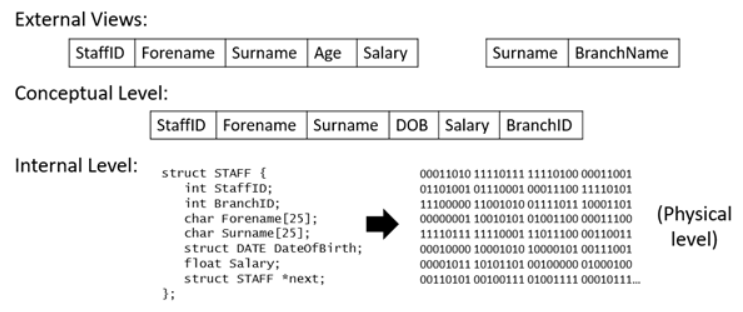 External Views:
StaffID Forename Surname Age Salary
Surname BranchName
Conceptual Level:
StaffID Forename Surname DOB Salary BranchID
Internal Level:
struct STAFF {
int StaffID;
int BranchID;
char Forename[25];
char Surname[25];
struct DATE DateOfBirth;
float Salary;
struct STAFF *next;
};
00011010 11110111 11110100 00011001
01101001 01110001 00011100 11110101
11100000 11001010 01111011 10001101
00000001 10010101 01001100 00011100
11110111 11110001 11011100 00110011
00010000 10001010 10000101 00111001
00001011 10101101 00100000 01000100
00110101 00100111 01001111 00010111...
(Physical
level)